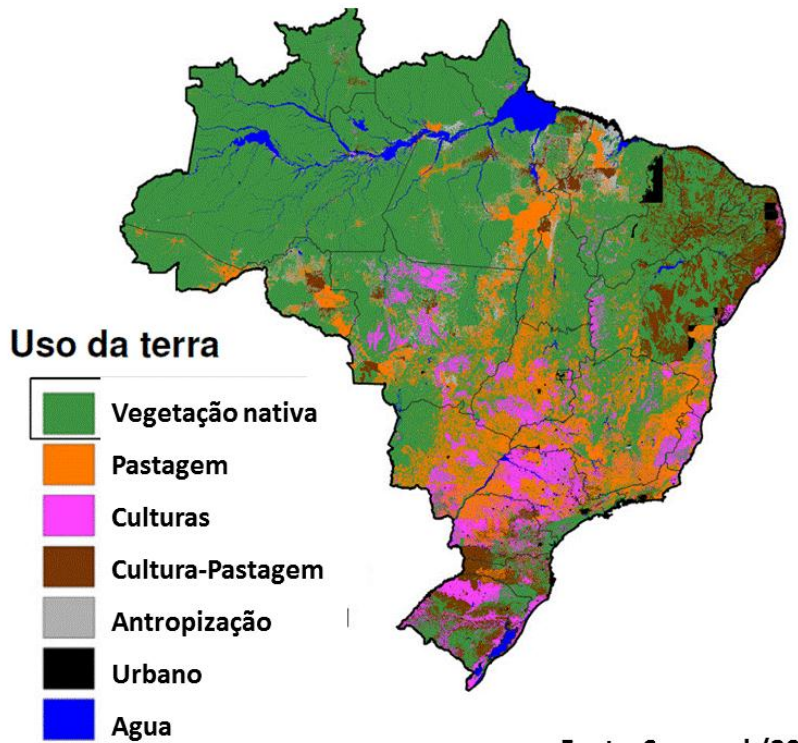 Uso da terra
Vegetação nativa
Pastagem
Culturas
Cultura-Pastagem
Antropização
Urbano
Agua